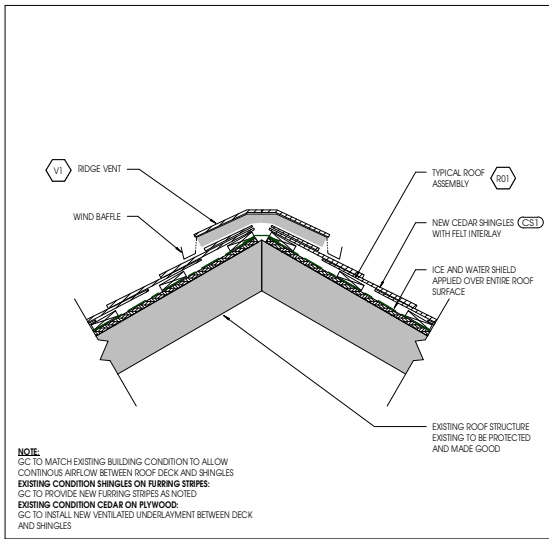 V1
RIDGE VENT
WIND BAFFLE
TYPICAL ROOF
ASSEMBLY
R01
NEW CEDAR SHINGLES
WITH FELT INTERLAY
CS1
ICE AND WATER SHIELD
APPLIED OVER ENTIRE ROOF
SURFACE
EXISTING ROOF STRUCTURE
EXISTING TO BE PROTECTED
AND MADE GOOD
NOTE:
GC TO MATCH EXISTING BUILDING CONDITION TO ALLOW
CONTINOUS AIRFLOW BETWEEN ROOF DECK AND SHINGLES
EXISTING CONDITION SHINGLES ON FURRING STRIPES:
GC TO PROVIDE NEW FURRING STRIPES AS NOTED
EXISTING CONDITION CEDAR ON PLYWOOD:
GC TO INSTALL NEW VENTILATED UNDERLAYMENT BETWEEN DECK
AND SHINGLES